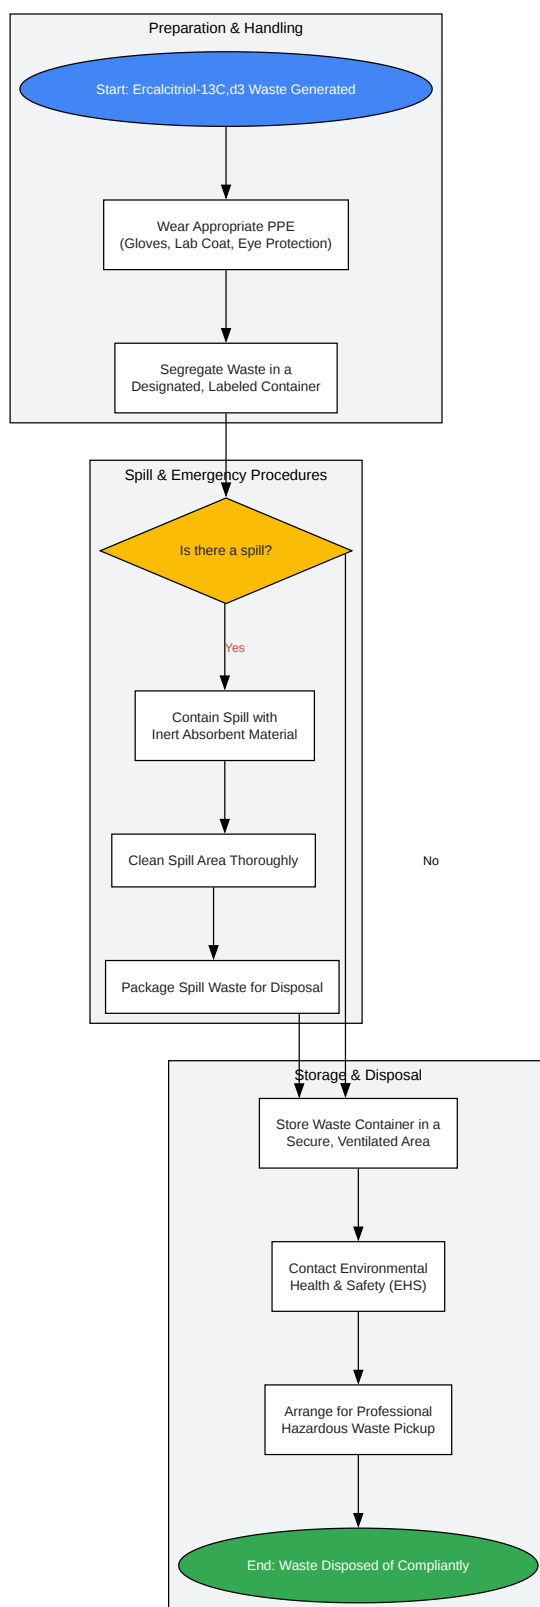 Preparation & Handling
Start: Ercalcitriol-13C,d3 Waste Generated
Wear Appropriate PPE
(Gloves, Lab Coat, Eye Protection)
Segregate Waste in a
Designated, Labeled Container
Spill & Emergency Procedures
Is there a spill?
Yes
Contain Spill with
Inert Absorbent Material
Clean Spill Area Thoroughly
No
Package Spill Waste for Disposal
Storage & Disposal
Store Waste Container in a
Secure, Ventilated Area
Contact Environmental
Health & Safety (EHS)
Arrange for Professional
Hazardous Waste Pickup
End: Waste Disposed of Compliantly